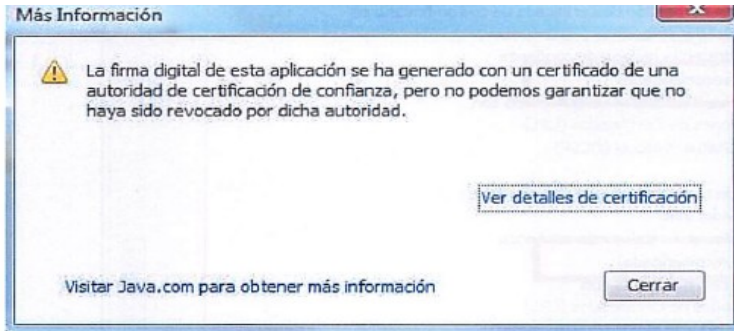 Más Información
La firma digital de esta aplicación se ha generado con un certificado de una
autoridad de certificación de confianza, pero no podemos garantizar que no
haya sido revocado por dicha autoridad.
Ver detalles de certificación
Visitar Java.com para obtener más información
Cerrar